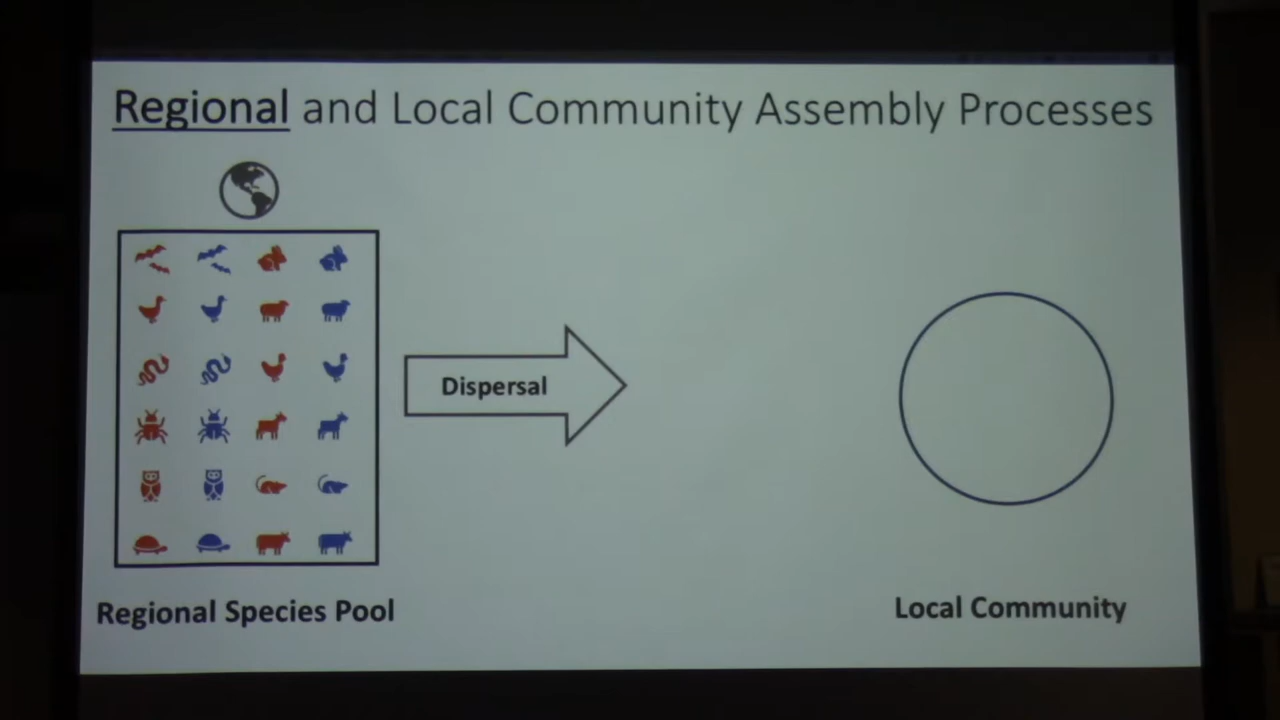 Regional and Local Community Assembly Processes
Dispersal
Regional Species Pool
Local Community